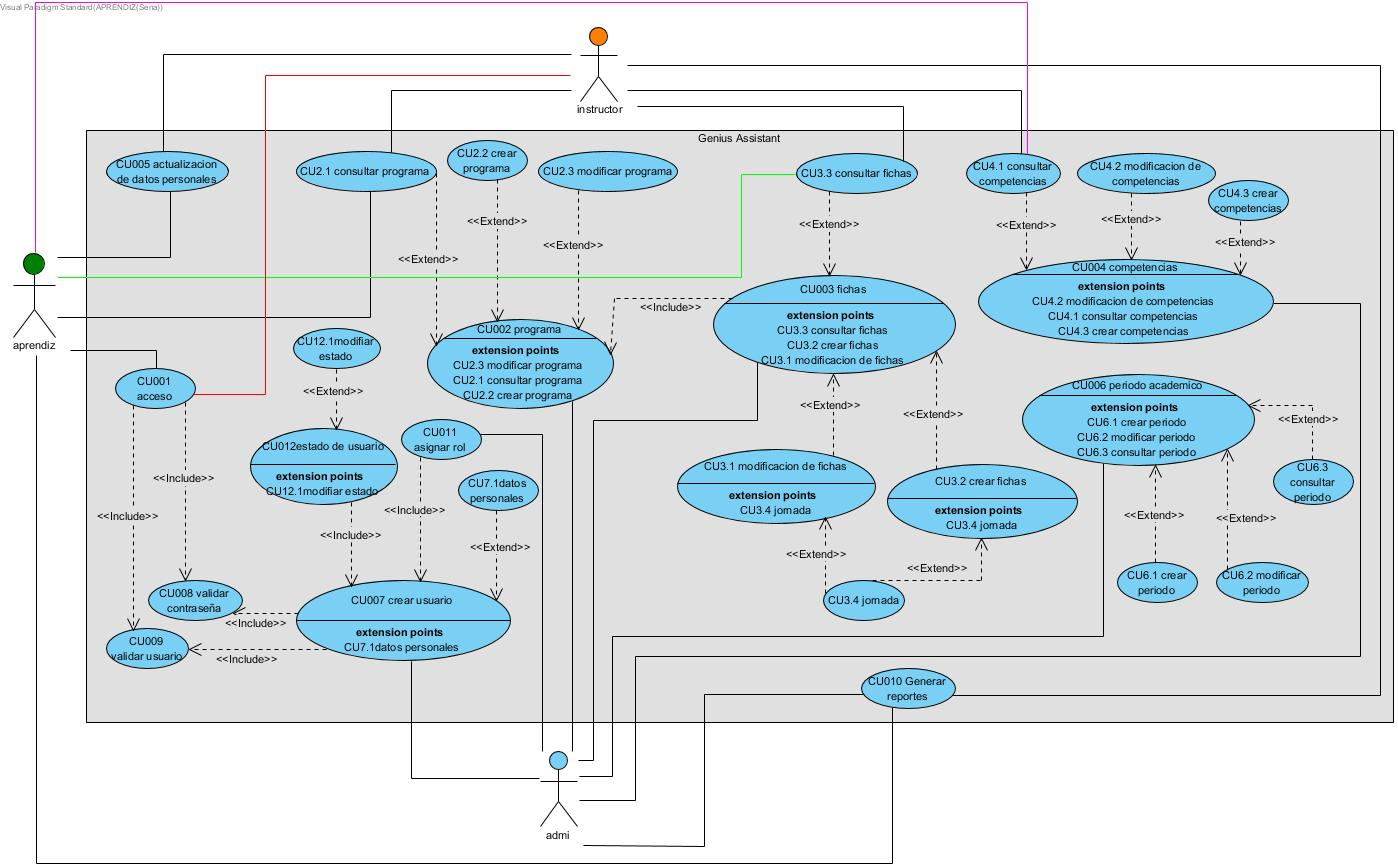 Visual Paradigm Standard(APRENDIZ(Sena))
instructor
Genius Assistant
CU005 actualizacion
de datos personales
CU2.1 consultar programa
CU2.2 crear
programa
CU2.3 modificar programa
CU3.3 consultar fichas
CU4.1 consultar
competencias
CU4.2 modificacion de
competencias
CU4.3 crear
competencias
<<Extend>>
<<Extend>>
<<Extend>>
<<Extend>>
<<Extend>>
<<Extend>>
<<Extend>>
aprendiz
CU002 programa
extension points
CU2.3 modificar programa
CU2.1 consultar programa
CU2.2 crear programa
<<Include>>
CU003 fichas
extension points
CU3.3 consultar fichas
CU3.2 crear fichas
CU3.1 modificacion de fichas
CU004 competencias
extension points
CU4.2 modificacion de competencias
CU4.1 consultar competencias
CU4.3 crear competencias
CU12.1modifiar
estado
<<Extend>>
CU001
acceso
CU012estado de usuario
extension points
CU12.1modifiar estado
CU011
asignar rol
CU7.1datos
personales
<<Extend>>
<<Extend>>
CU006 periodo academico
extension points
CU6.1 crear periodo
CU6.2 modificar periodo
CU6.3 consultar periodo
<<Extend>>
CU6.3
consultar
periodo
CU3.1 modificacion de fichas
extension points
CU3.4 jornada
CU3.2 crear fichas
extension points
CU3.4 jornada
<<Include>>
<<Include>>
<<Include>>
<<Include>>
<<Extend>>
<<Extend>>
<<Extend>>
<<Extend>>
<<Extend>>
CU008 validar
contraseña
CU009
validar usuario
<<Include>>
<<Include>>
CU007 crear usuario
extension points
CU7.1datos personales
CU3.4 jornada
CU6.1 crear
periodo
CU6.2 modificar
periodo
CU010 Generar
reportes
admi